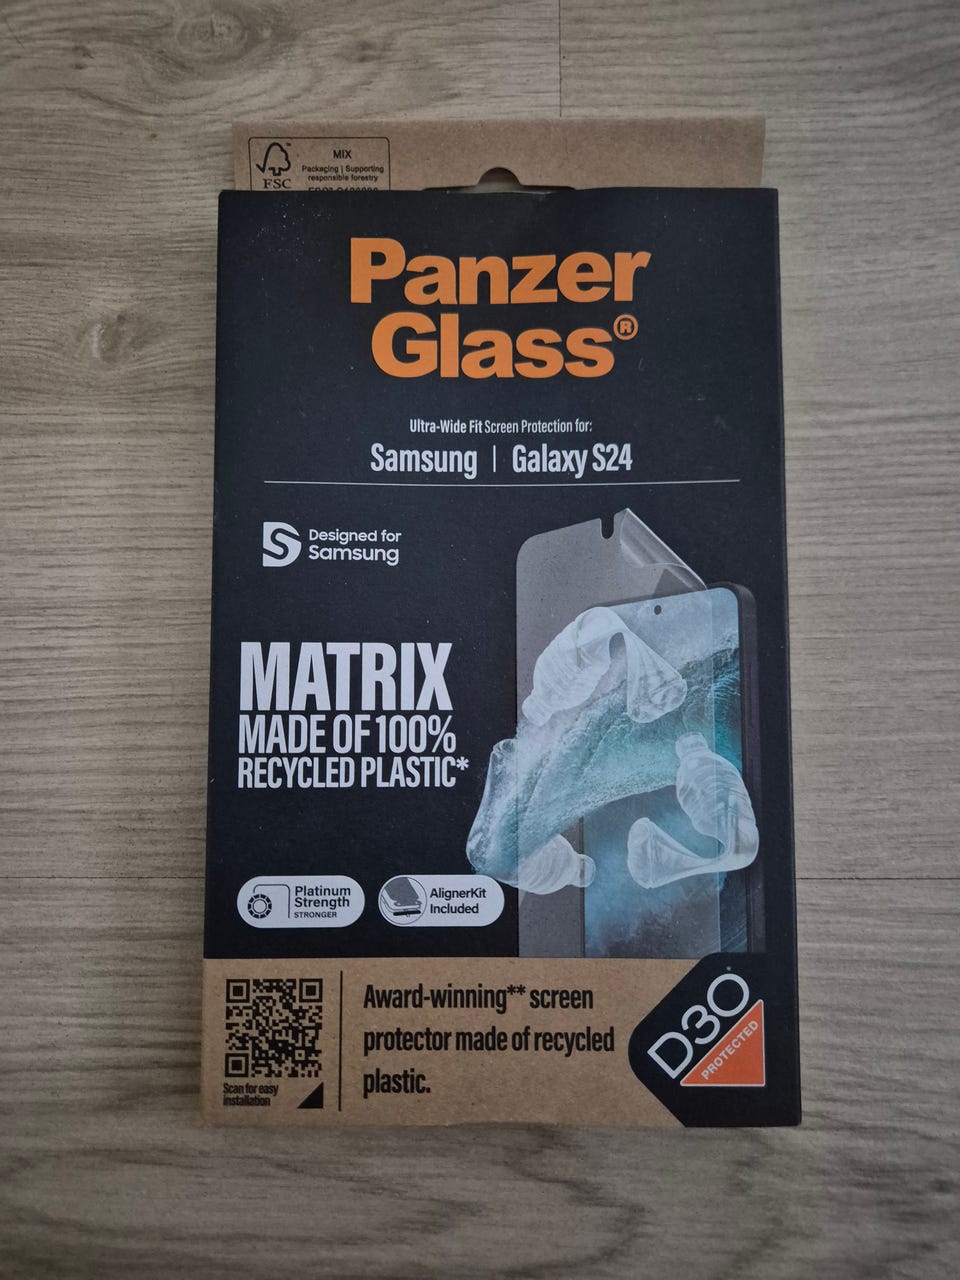 MIX
Packaging | Supporting
responsible forestry
FSC
Panzer
Glass®
Ultra-Wide Fit Screen Protection for:
Samsung | Galaxy S24
Designed for
Samsung
MATRIX
MADE OF 100%
RECYCLED PLASTIC*
Platinum
Strength
STRONGER
AlignerKit
Included
Scan for easy
installation
Award-winning** screen
protector made of recycled
plastic.
D3O
PROTECTED